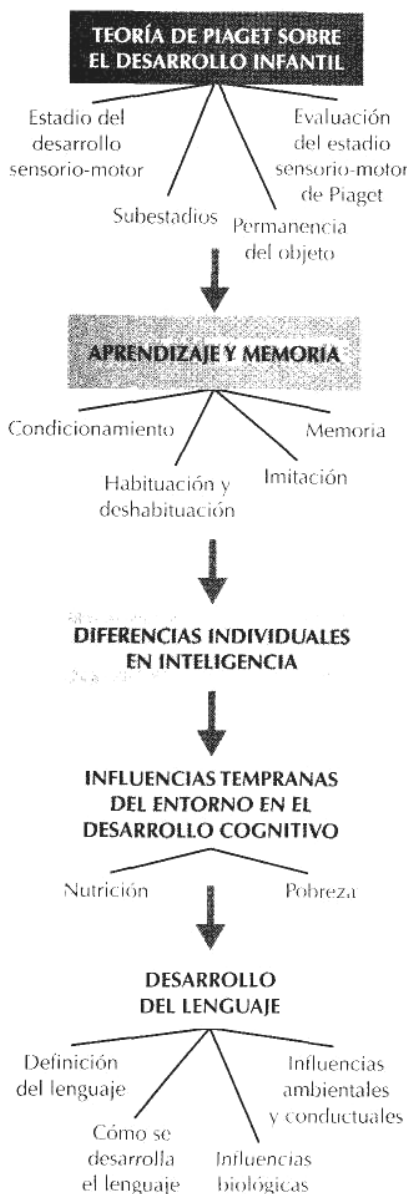 TEORÍA DE PIAGET SOBRE
EL DESARROLLO INFANTIL
Estadio del
desarrollo
sensorio-motor
Subestadios
Permanencia
del objeto
Evaluación
del estadio
sensorio-motor
de Piaget
APRENDIZAJE Y MEMORIA
Condicionamiento
Habituación y
deshabituación
Imitación
Memoria
DIFERENCIAS INDIVIDUALES
EN INTELIGENCIA
INFLUENCIAS TEMPRANAS
DEL ENTORNO EN EL
DESARROLLO COGNITIVO
Nutrición
Pobreza
DESARROLLO
DEL LENGUAJE
Definición
del lenguaje
Cómo se
desarrolla
el lenguaje
Influencias
biológicas
Influencias
ambientales
y conductuales